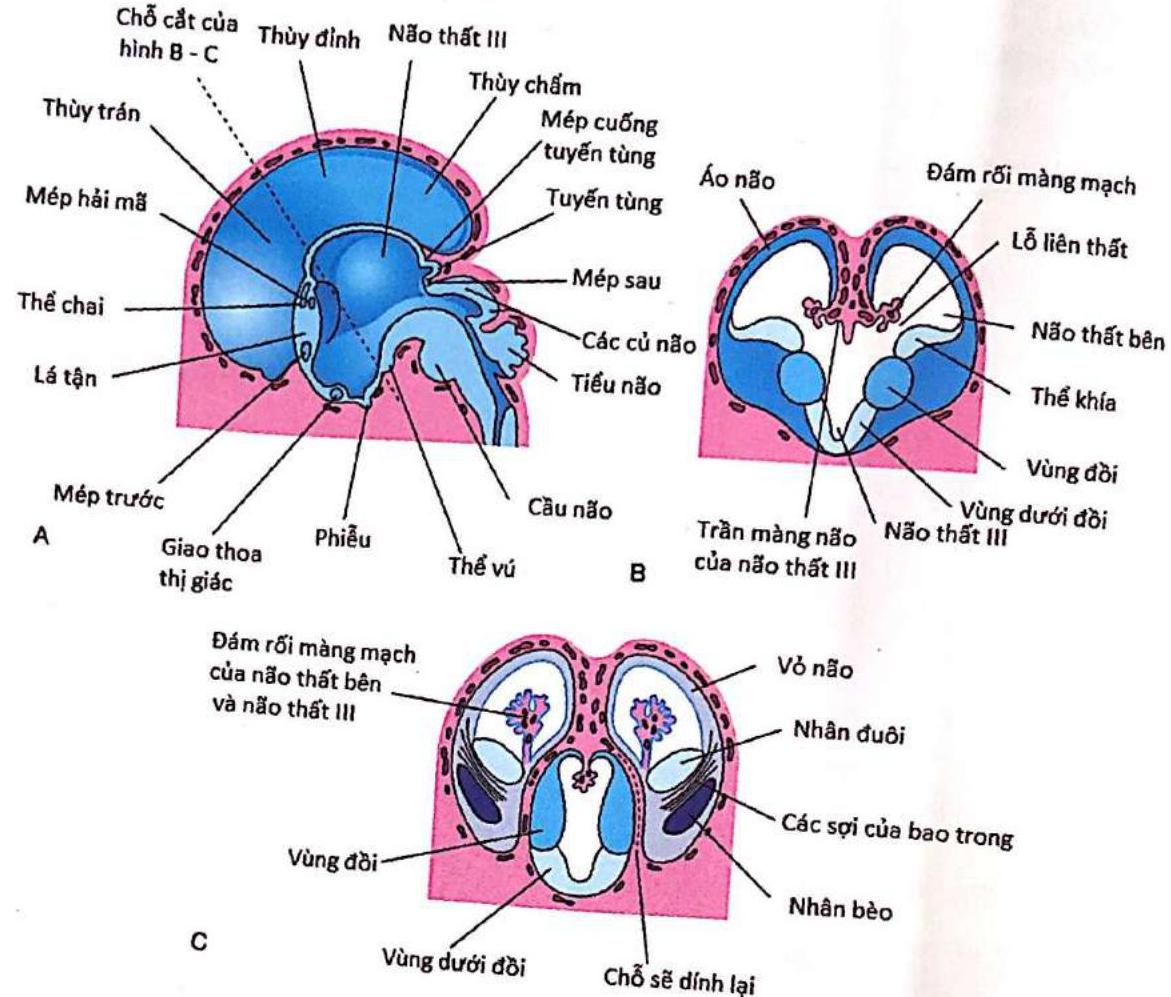 Chỗ cắt của
hình B - C
Thùy đỉnh
Não thất III
Thùy chẩm
Thùy trán
Mép cuống
tuyến tùng
Mép hải mã
Tuyến tùng
Thể chai
Mép sau
Các củ não
Lá tận
Tiểu não
Mép trước
Cầu não
Phiễu
Giao thoa
thị giác
Thể vú
A
Áo não
Đám rối màng mạch
Lỗ liên thất
Não thất bên
Thể khía
Vùng đồi
Vùng dưới đồi
Trần màng não
của não thất III
Não thất III
B
Đám rối màng mạch
của não thất bên
và não thất III
Vỏ não
Nhân đuôi
Các sợi của bao trong
Vùng đồi
Nhân bèo
Vùng dưới đồi
Chỗ sẽ dính lại
C